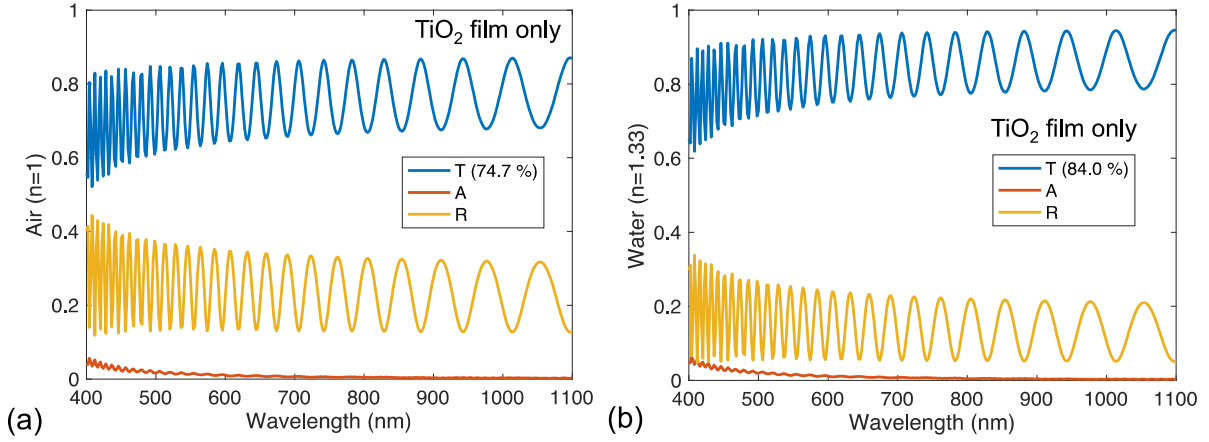 TiO2 film only
1
0.8
0.6
0.4
0.2
0
Air (n=1)
T (74.7 %)
A
R
400 500 600 700 800 900 1000 1100
Wavelength (nm)
(a)
1
0.8
0.6
0.4
0.2
0
Water (n=1.33)
TiO2 film only
T (84.0 %)
A
R
400 500 600 700 800 900 1000 1100
Wavelength (nm)
(b)